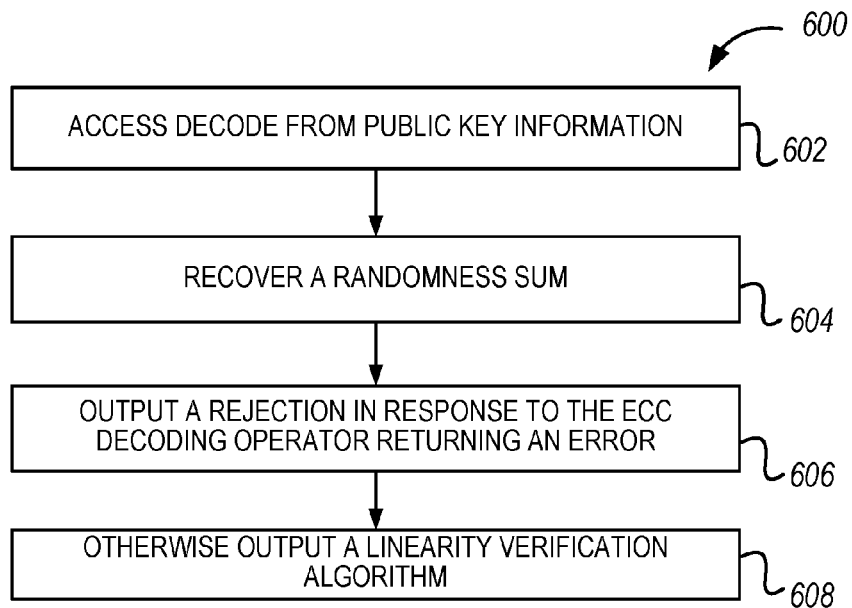 600
ACCESS DECODE FROM PUBLIC KEY INFORMATION
602
RECOVER A RANDOMNESS SUM
604
OUTPUT A REJECTION IN RESPONSE TO THE ECC
DECODING OPERATOR RETURNING AN ERROR
606
OTHERWISE OUTPUT A LINEARITY VERIFICATION
ALGORITHM
608